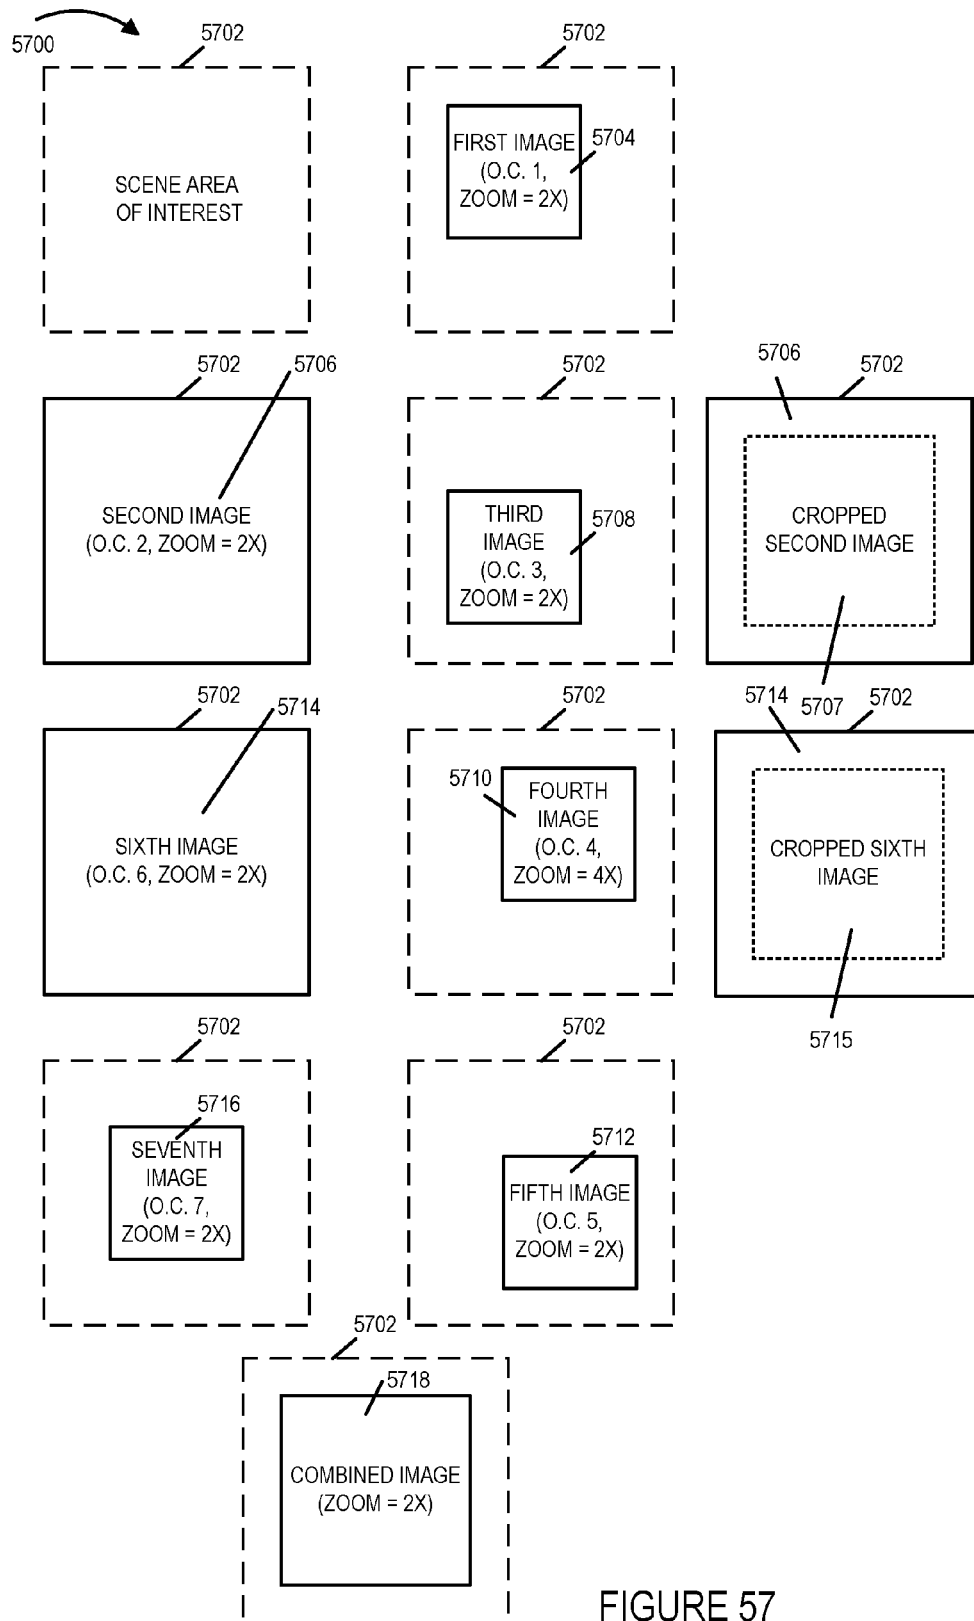 5700
5702
5702
SCENE AREA
OF INTEREST
FIRST IMAGE
(O.C. 1,
ZOOM = 2X)
5704
5702
5706
SECOND IMAGE
(O.C. 2, ZOOM = 2X)
5702
THIRD
IMAGE
(O.C. 3,
ZOOM = 2X)
5708
5706
5702
CROPPED
SECOND IMAGE
5707
5702
5714
SIXTH IMAGE
(O.C. 6, ZOOM = 2X)
5702
5710
FOURTH
IMAGE
(O.C. 4,
ZOOM = 4X)
5714
5702
CROPPED SIXTH
IMAGE
5715
5702
5716
SEVENTH
IMAGE
(O.C. 7,
ZOOM = 2X)
5702
5712
FIFTH IMAGE
(O.C. 5,
ZOOM = 2X)
5702
5718
COMBINED IMAGE
(ZOOM = 2X)
FIGURE 57